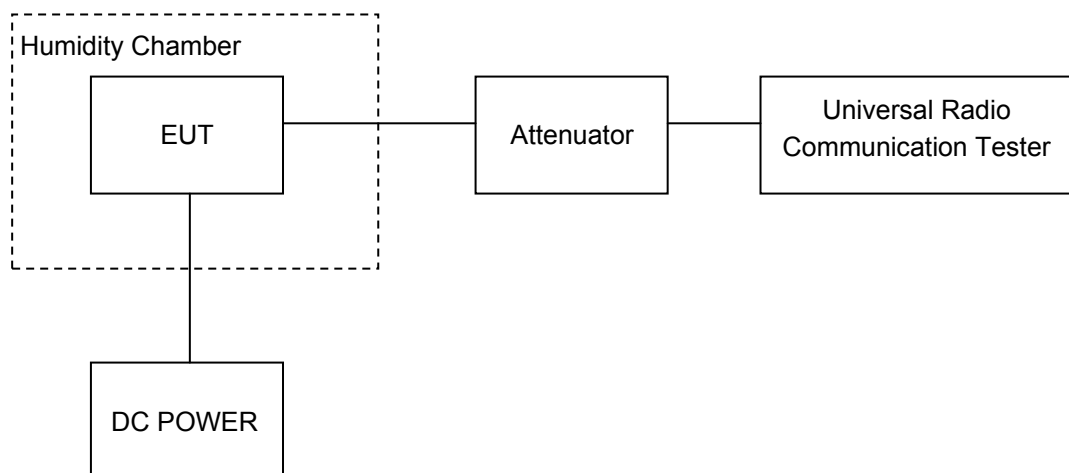 Humidity Chamber
EUT
Attenuator
Universal Radio
Communication Tester
DC POWER